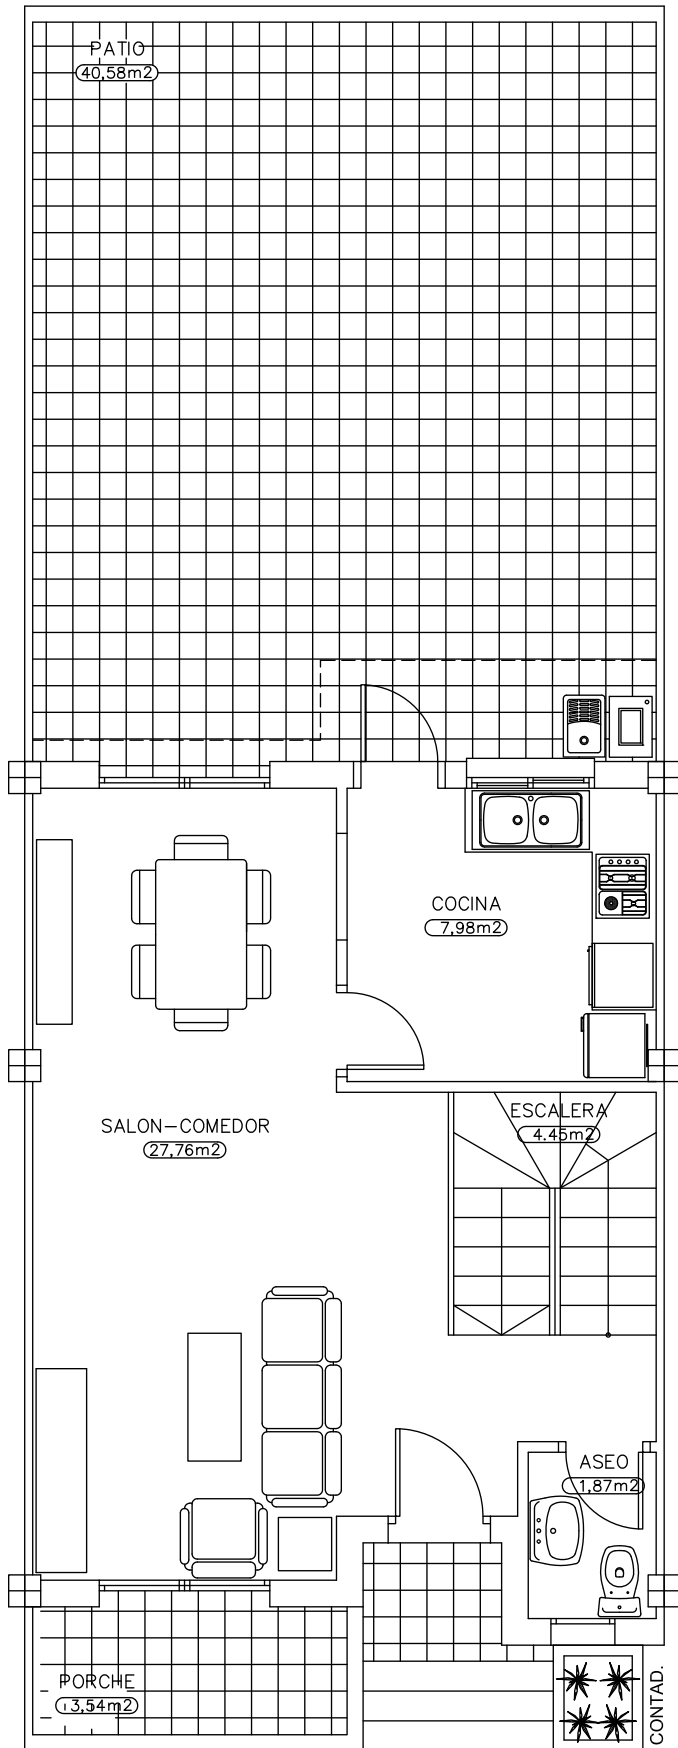 PATIO
40,58m2
COCINA
7,98m2
ESCALERA
4.45m2
SALON-COMEDOR
27,76m2
ASEO
1,87m2
PORCHE
3,54m2
CONTAD.